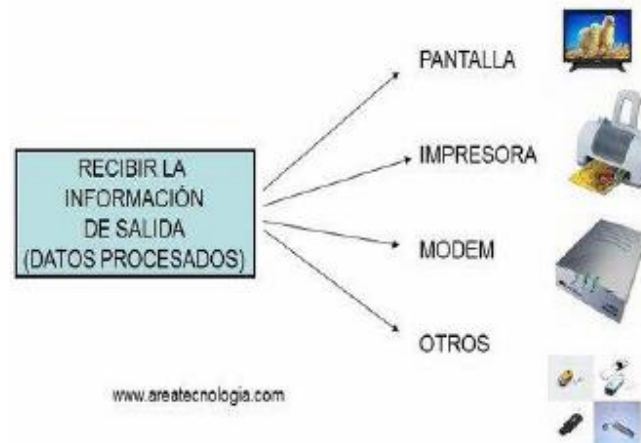 RECIBIR LA
INFORMACIÓN
DE SALIDA
(DATOS PROCESADOS)
PANTALLA
IMPRESORA
MODEM
OTROS
www.areatecnologia.com